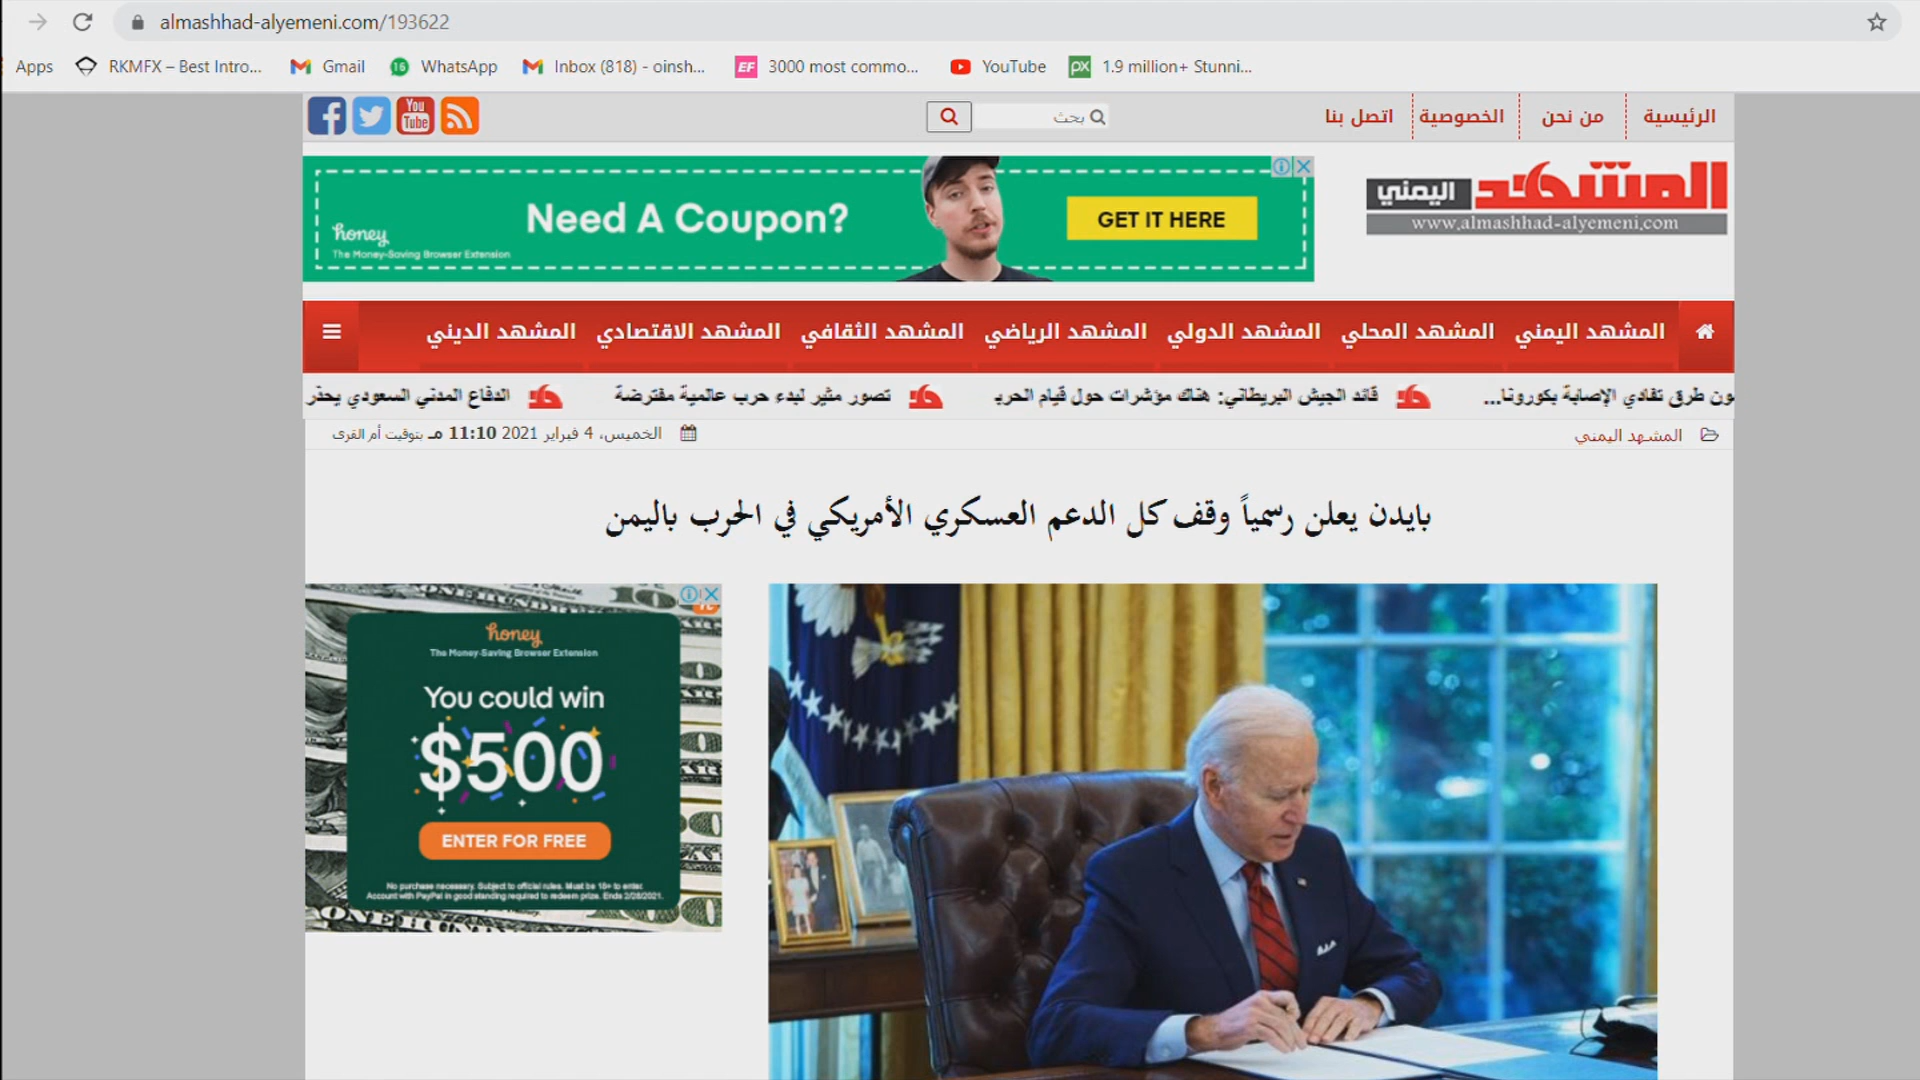 almashhad-alyemeni.com/193622
Apps RKMFX – Best Intro... Gmail WhatsApp Inbox (818) - oinsh... 3000 most commo... YouTube 1.9 million+ Stunni...
الرئيسية من نحن الخصوصية اتصل بنا
بحث
You Tube
Need A Coupon?
GET IT HERE
honey
The Money-Saving Browser Extension
المشهد اليمني
www.almashhad-alyemeni.com
المشهد اليمني المشهد المحلي المشهد الدولي المشهد الرياضي المشهد الثقافي المشهد الاقتصادي المشهد الديني
ون طرق تفادي الإصابة بكورونا... قائد الجيش البريطاني: هناك مؤشرات حول قيام الحرب تصور مثير لبدء حرب عالمية مفترضة الدفاع المدني السعودي يحذر
المشهد اليمني
الخميس، 4 فبراير 2021 11:10 مـ بتوقيت أم القرى
بايدن يعلن رسمياً وقف كل الدعم العسكري الأمريكي في الحرب باليمن
honey
The Money-Saving Browser Extension
You could win
$500
ENTER FOR FREE
No purchase necessary. Subject to official rules. Must be 18+ to enter.
Account with PayPal in good standing required to redeem prize. Ends 2/28/2021.